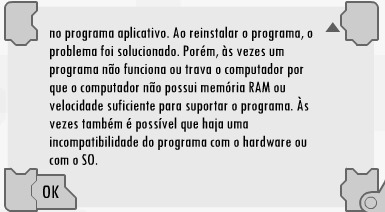 no programa aplicativo. Ao reinstalar o programa, o
problema foi solucionado. Porém, às vezes um
programa não funciona ou trava o computador por
que o computador não possui memória RAM ou
velocidade suficiente para suportar o programa. Às
vezes também é possível que haja uma
incompatibilidade do programa com o hardware ou
com o SO.
OK